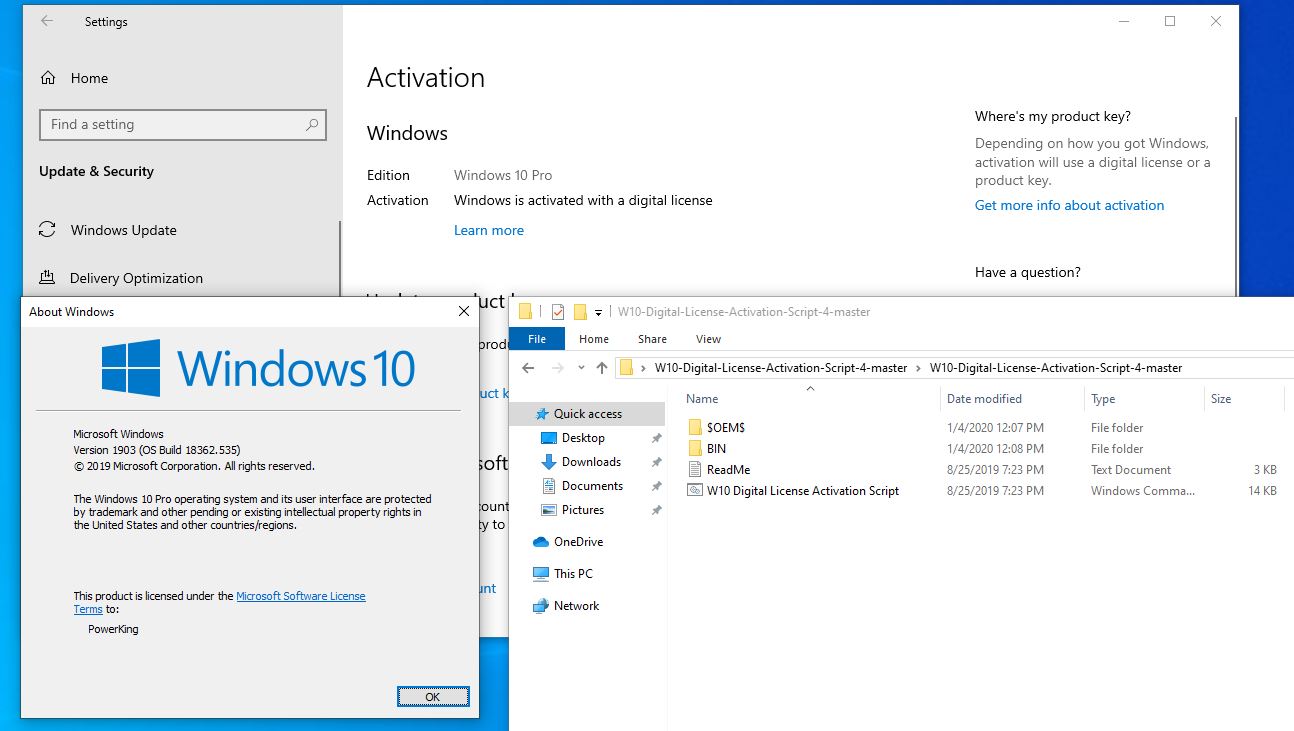 Settings
Home
Find a setting
Update & Security
Windows Update
Delivery Optimization
Activation
Windows
Edition Windows 10 Pro
Activation Windows is activated with a digital license
Learn more
Where's my product key?
Depending on how you got Windows,
activation will use a digital license or a
product key.
Get more info about activation
Have a question?
About Windows
Windows 10
Microsoft Windows
Version 1903 (OS Build 18362.535)
© 2019 Microsoft Corporation. All rights reserved.
The Windows 10 Pro operating system and its user interface are protected
by trademark and other pending or existing intellectual property rights in
the United States and other countries/regions.
This product is licensed under the Microsoft Software License
Terms to:
PowerKing
OK
W10-Digital-License-Activation-Script-4-master
File Home Share View
W10-Digital-License-Activation-Script-4-master > W10-Digital-License-Activation-Script-4-master
Quick access
Desktop
Downloads
Documents
Pictures
OneDrive
This PC
Network
Name Date modified Type Size
$OEM$ 1/4/2020 12:07 PM File folder
BIN 1/4/2020 12:08 PM File folder
ReadMe 8/25/2019 7:23 PM Text Document 3 KB
W10 Digital License Activation Script 8/25/2019 7:23 PM Windows Comma... 14 KB